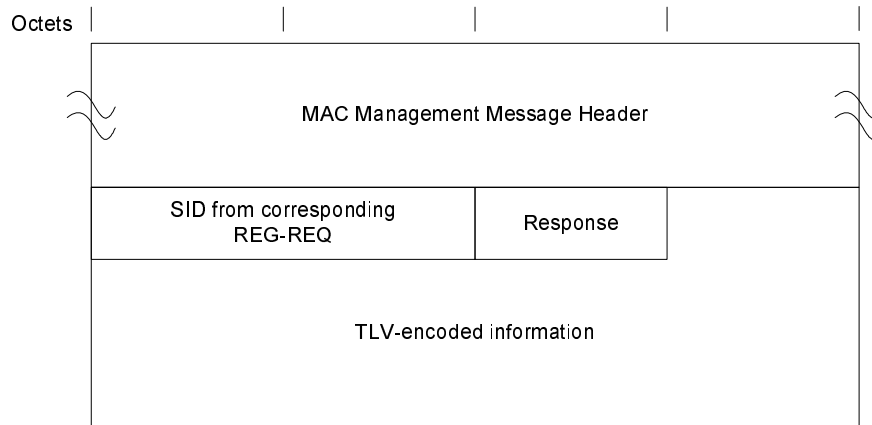 Octets
MAC Management Message Header
SID from corresponding
REG-REQ
Response
TLV-encoded information